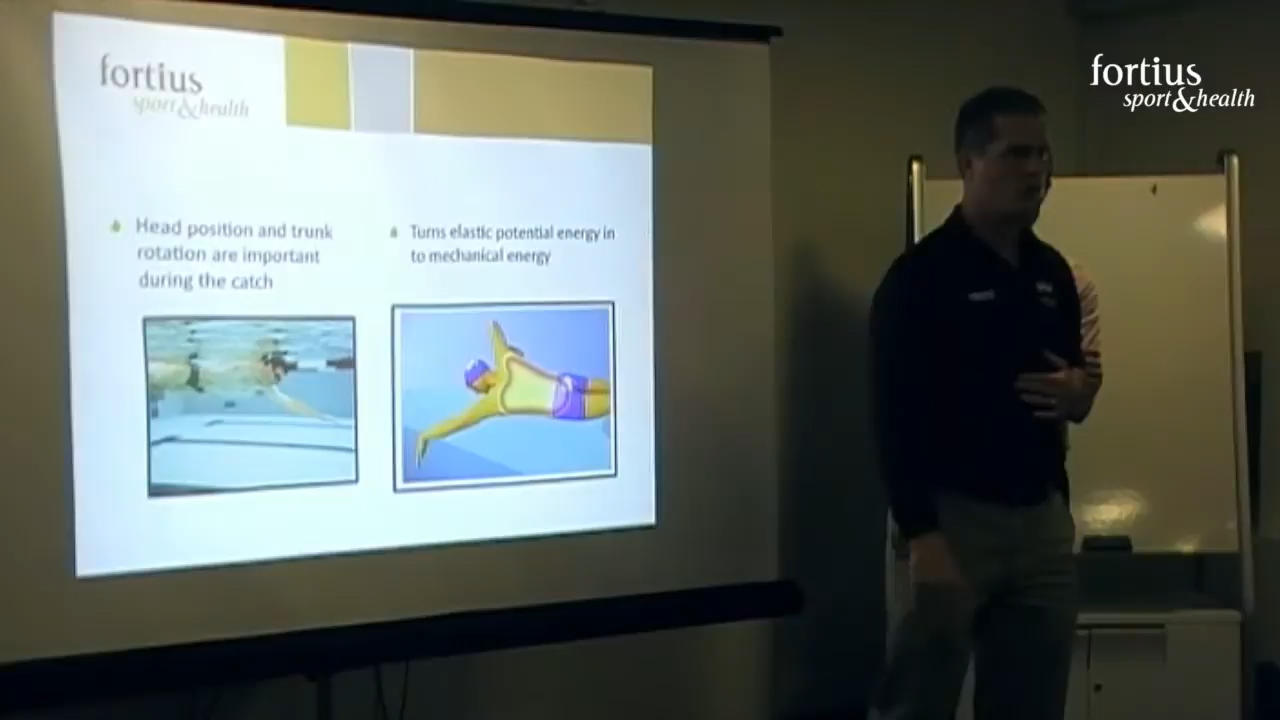 fortius
sport&health
Head position and trunk
rotation are important
during the catch
Turns elastic potential energy in
to mechanical energy
fortius
sport&health